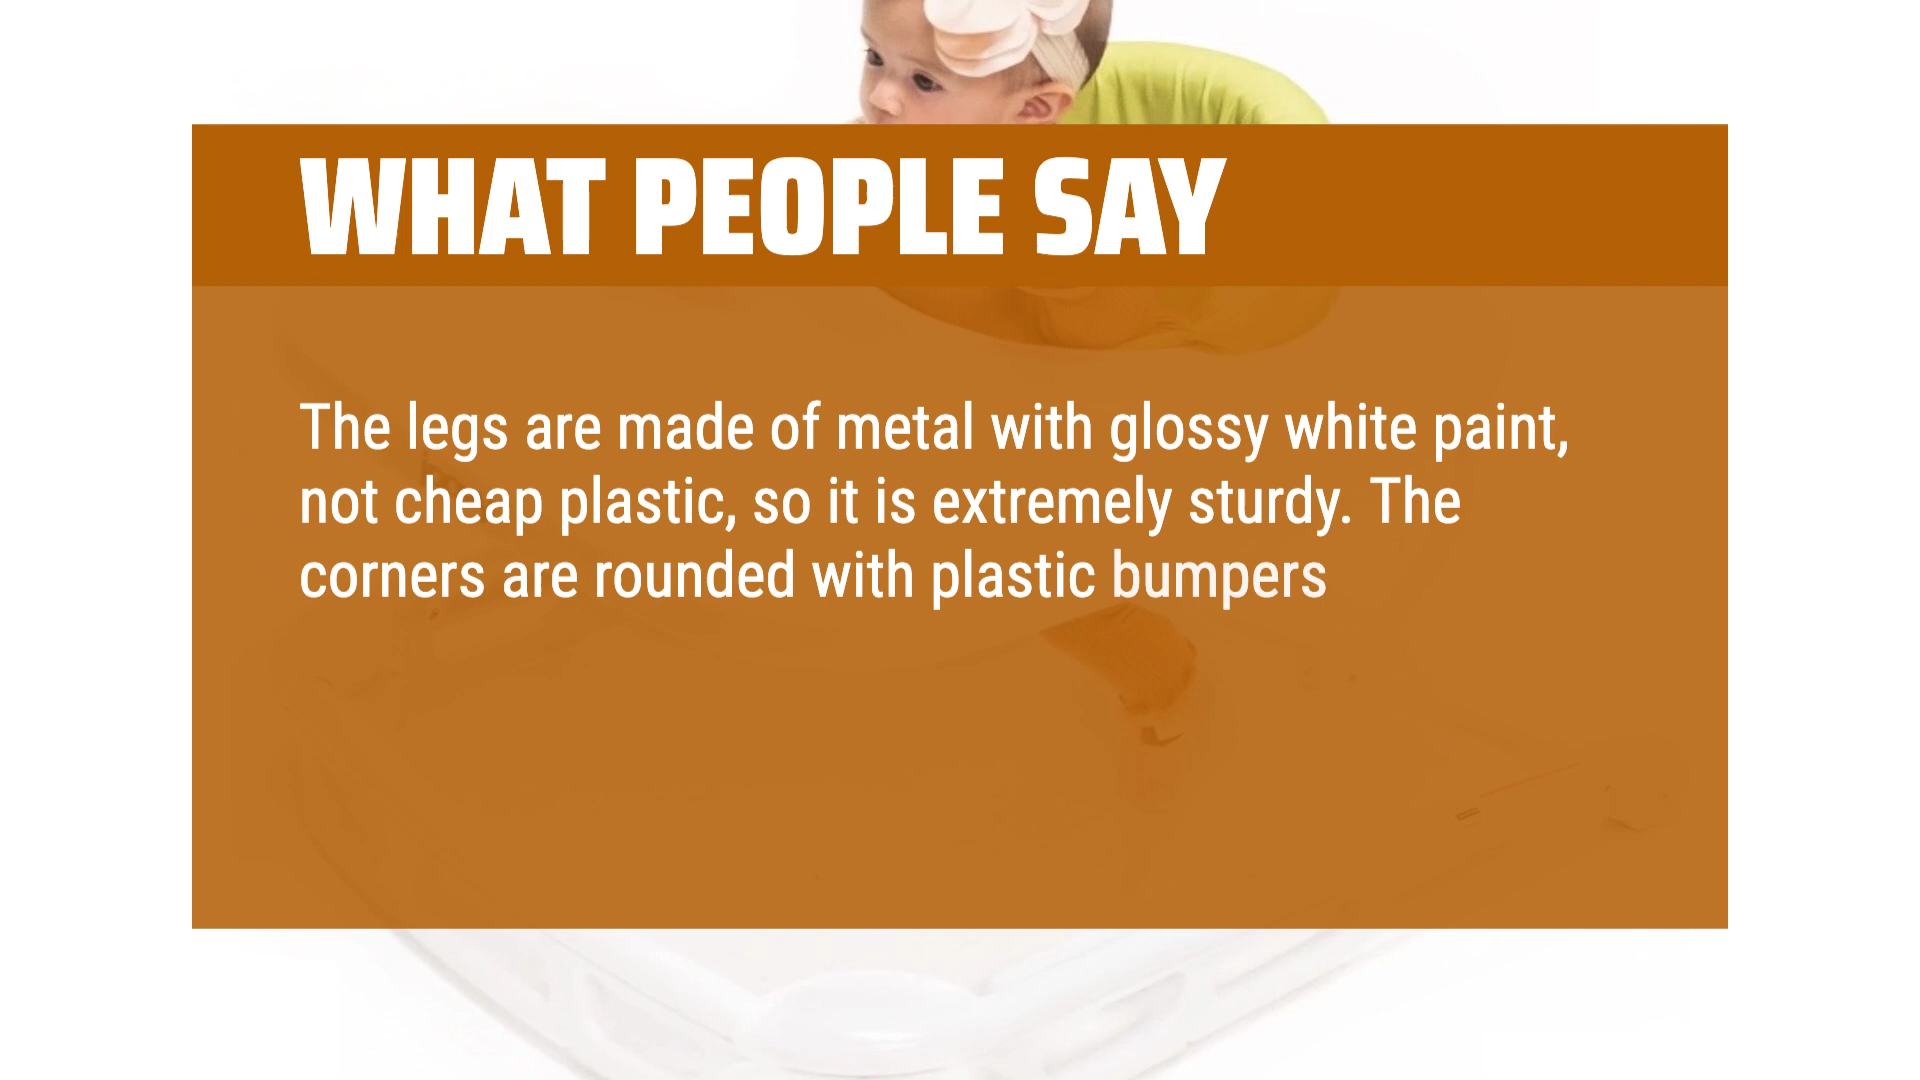 WHAT PEOPLE SAY
The legs are made of metal with glossy white paint,
not cheap plastic, so it is extremely sturdy. The
corners are rounded with plastic bumpers